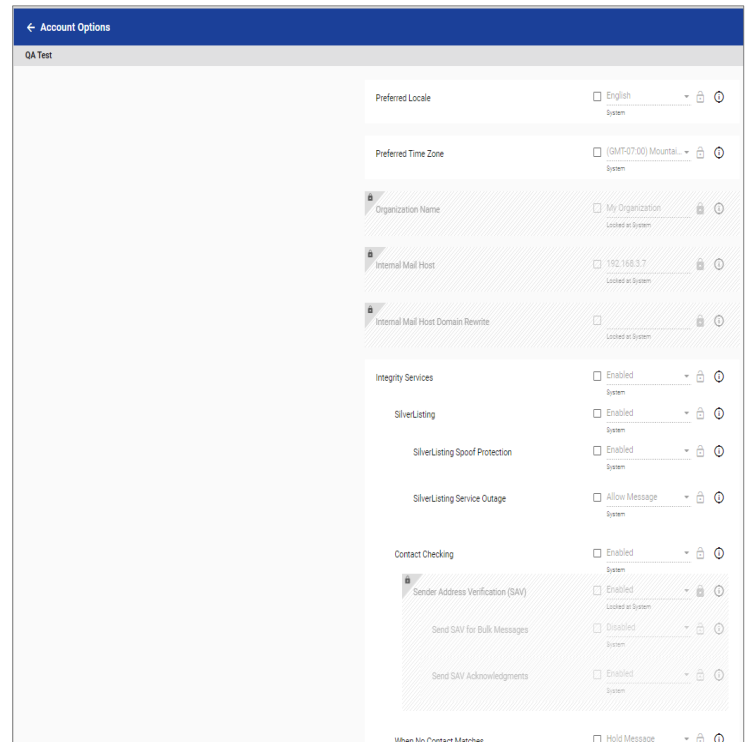 Account Options
QA Test
Preferred Locale
English
System
Preferred Time Zone
(GMT-07:00) Mountai...
System
Organization Name
My Organization
Locked at System
Internal Mail Host
192.168.3.7
Locked at System
Internal Mail Host Domain Rewrite
Locked at System
Integrity Services
Enabled
System
SilverListing
Enabled
System
SilverListing Spoof Protection
Enabled
System
SilverListing Service Outage
Allow Message
System
Contact Checking
Enabled
System
Sender Address Verification (SAV)
Enabled
Locked at System
Send SAV for Bulk Messages
Disabled
System
Send SAV Acknowledgments
Enabled
System
When No Contact Matches
Hold Message